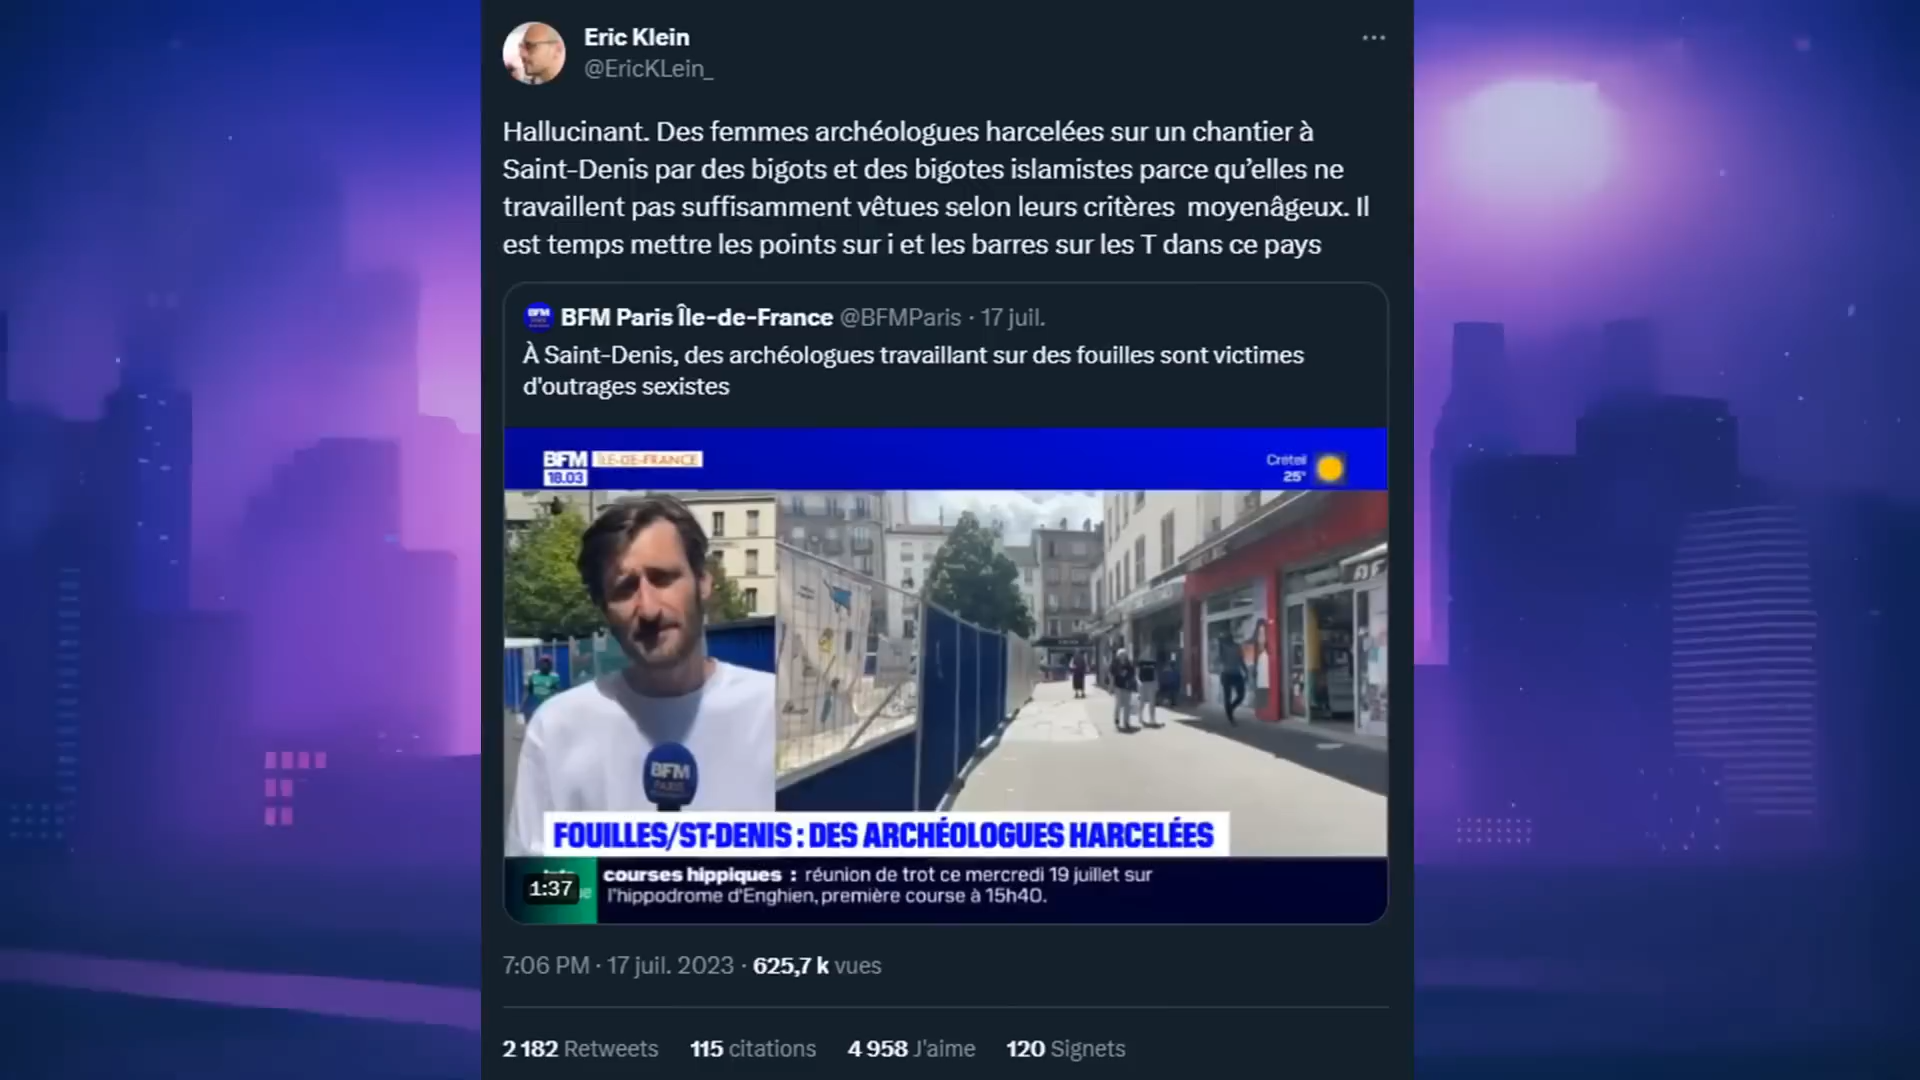 Eric Klein
@EricKLein_
Hallucinant. Des femmes archéologues harcelées sur un chantier à
Saint-Denis par des bigots et des bigotes islamistes parce qu’elles ne
travaillent pas suffisamment vêtues selon leurs critères  moyenâgeux. Il
est temps mettre les points sur i et les barres sur les T dans ce pays
BFM Paris Île-de-France @BFMParis · 17 juil.
À Saint-Denis, des archéologues travaillant sur des fouilles sont victimes
d'outrages sexistes
BFM ÎLE-DE-FRANCE
18.03
Créteil
25°
BFM
PARIS
FOUILLES/ST-DENIS : DES ARCHÉOLOGUES HARCELÉES
1:37
courses hippiques : réunion de trot ce mercredi 19 juillet sur
l'hippodrome d'Enghien, première course à 15h40.
7:06 PM · 17 juil. 2023 · 625,7 k vues
2 182 Retweets 115 citations 4 958 J'aime 120 Signets